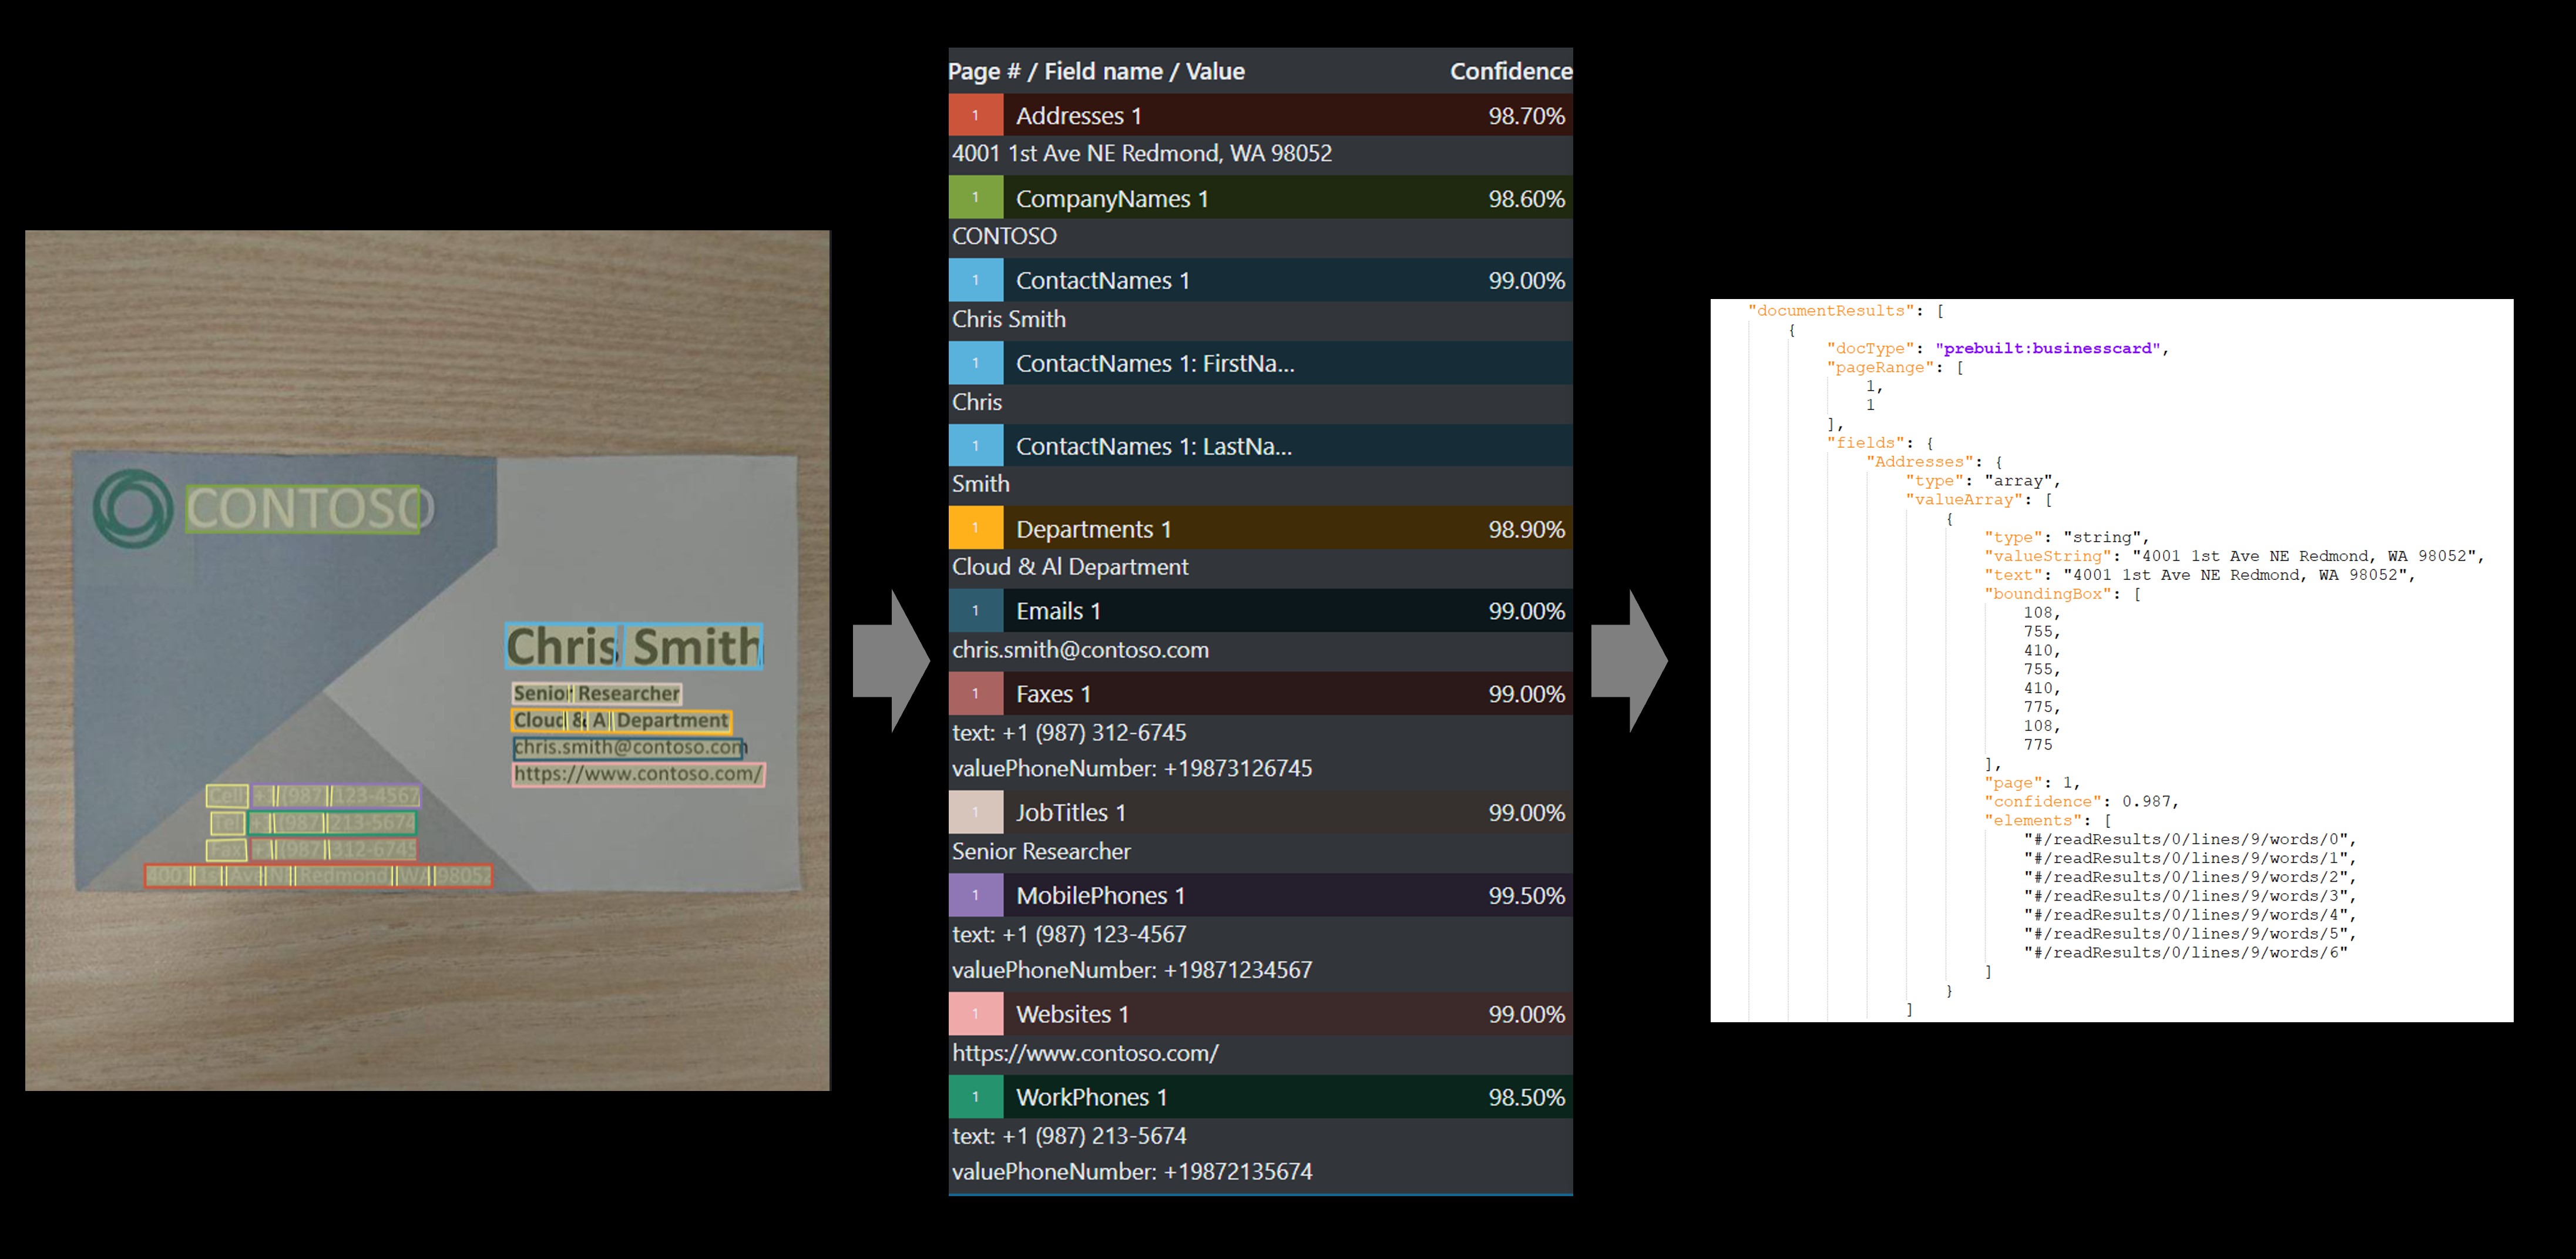 CONTOSO
Chris Smith
Senior Researcher
Cloud & AI Department
chris.smith@contoso.com
https://www.contoso.com/
Cell +1 (987) 123-4567
Tel +1 (987) 213-5674
Fax +1 (987) 312-6745
4001 1st Ave NE Redmond, WA 98052
Page # / Field name / Value Confidence
1 Addresses 1 98.70%
4001 1st Ave NE Redmond, WA 98052
1 CompanyNames 1 98.60%
CONTOSO
1 ContactNames 1 99.00%
Chris Smith
1 ContactNames 1: FirstNa...
Chris
1 ContactNames 1: LastNa...
Smith
1 Departments 1 98.90%
Cloud & Al Department
1 Emails 1 99.00%
chris.smith@contoso.com
1 Faxes 1 99.00%
text: +1 (987) 312-6745
valuePhoneNumber: +19873126745
1 JobTitles 1 99.00%
Senior Researcher
1 MobilePhones 1 99.50%
text: +1 (987) 123-4567
valuePhoneNumber: +19871234567
1 Websites 1 99.00%
https://www.contoso.com/
1 WorkPhones 1 98.50%
text: +1 (987) 213-5674
valuePhoneNumber: +19872135674
"documentResults": [
{
"docType": "prebuilt:businesscard",
"pageRange": [
1,
1
],
"fields": {
"Addresses": {
"type": "array",
"valueArray": [
{
"type": "string",
"valueString": "4001 1st Ave NE Redmond, WA 98052",
"text": "4001 1st Ave NE Redmond, WA 98052",
"boundingBox": [
108,
755,
410,
755,
410,
775,
108,
775
],
"page": 1,
"confidence": 0.987,
"elements": [
"#/readResults/0/lines/9/words/0",
"#/readResults/0/lines/9/words/1",
"#/readResults/0/lines/9/words/2",
"#/readResults/0/lines/9/words/3",
"#/readResults/0/lines/9/words/4",
"#/readResults/0/lines/9/words/5",
"#/readResults/0/lines/9/words/6"
]
}
]